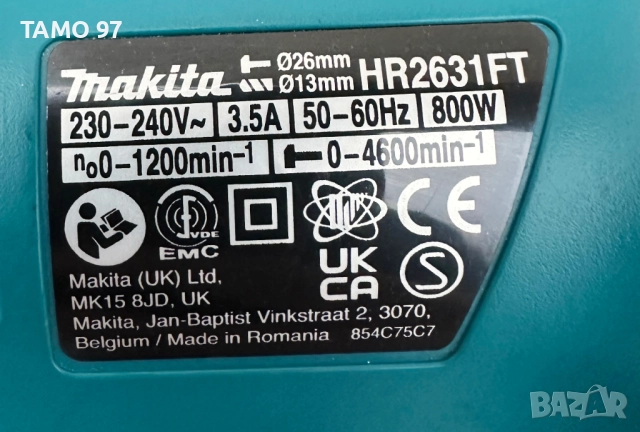 TAMO 97
makita Ø26mm Ø13mm HR2631FT
230-240V~ 3.5A 50-60Hz 800W
n₀0-1200min⁻¹ 0-4600min⁻¹
VDE
EMC
CE
UK
CA
S
Makita (UK) Ltd,
MK15 8JD, UK
Makita, Jan-Baptist Vinkstraat 2, 3070,
Belgium / Made in Romania 854C75C7
BAZAR